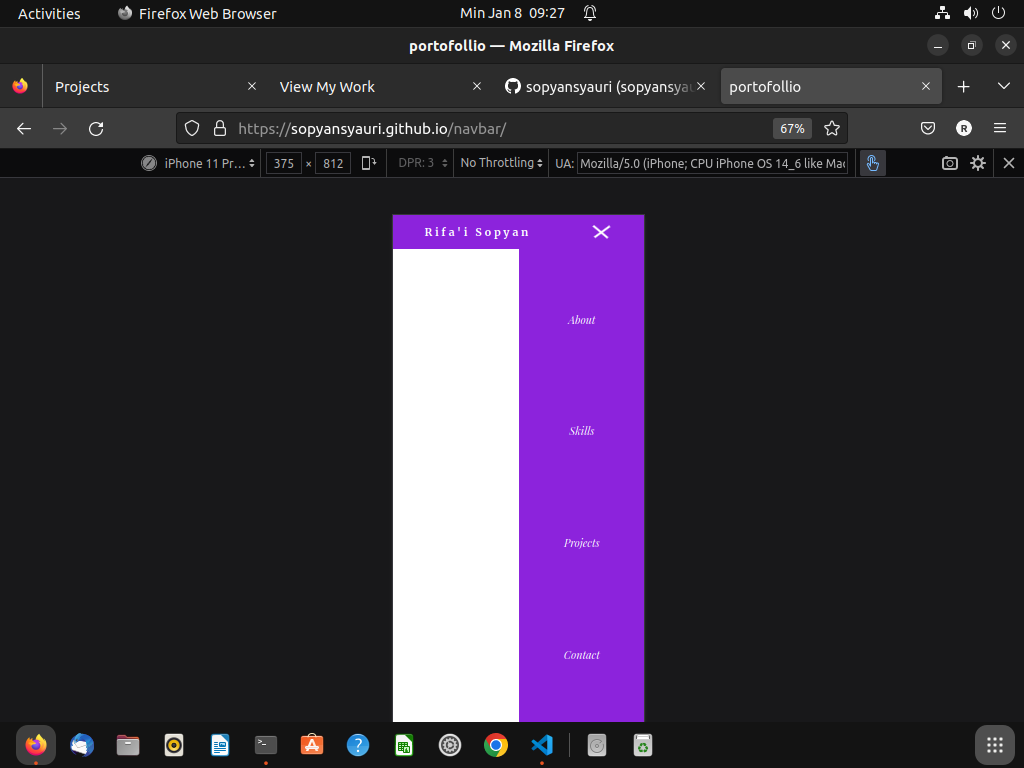 Activities
Firefox Web Browser
Min Jan 8 09:27
portofollio — Mozilla Firefox
Projects
View My Work
sopyansyauri (sopyansyau
portofollio
https://sopyansyauri.github.io/navbar/
67%
R
iPhone 11 Pr...
375 × 812
DPR: 3
No Throttling
UA: Mozilla/5.0 (iPhone; CPU iPhone OS 14_6 like Mac
Rifa'i Sopyan
About
Skills
Projects
Contact